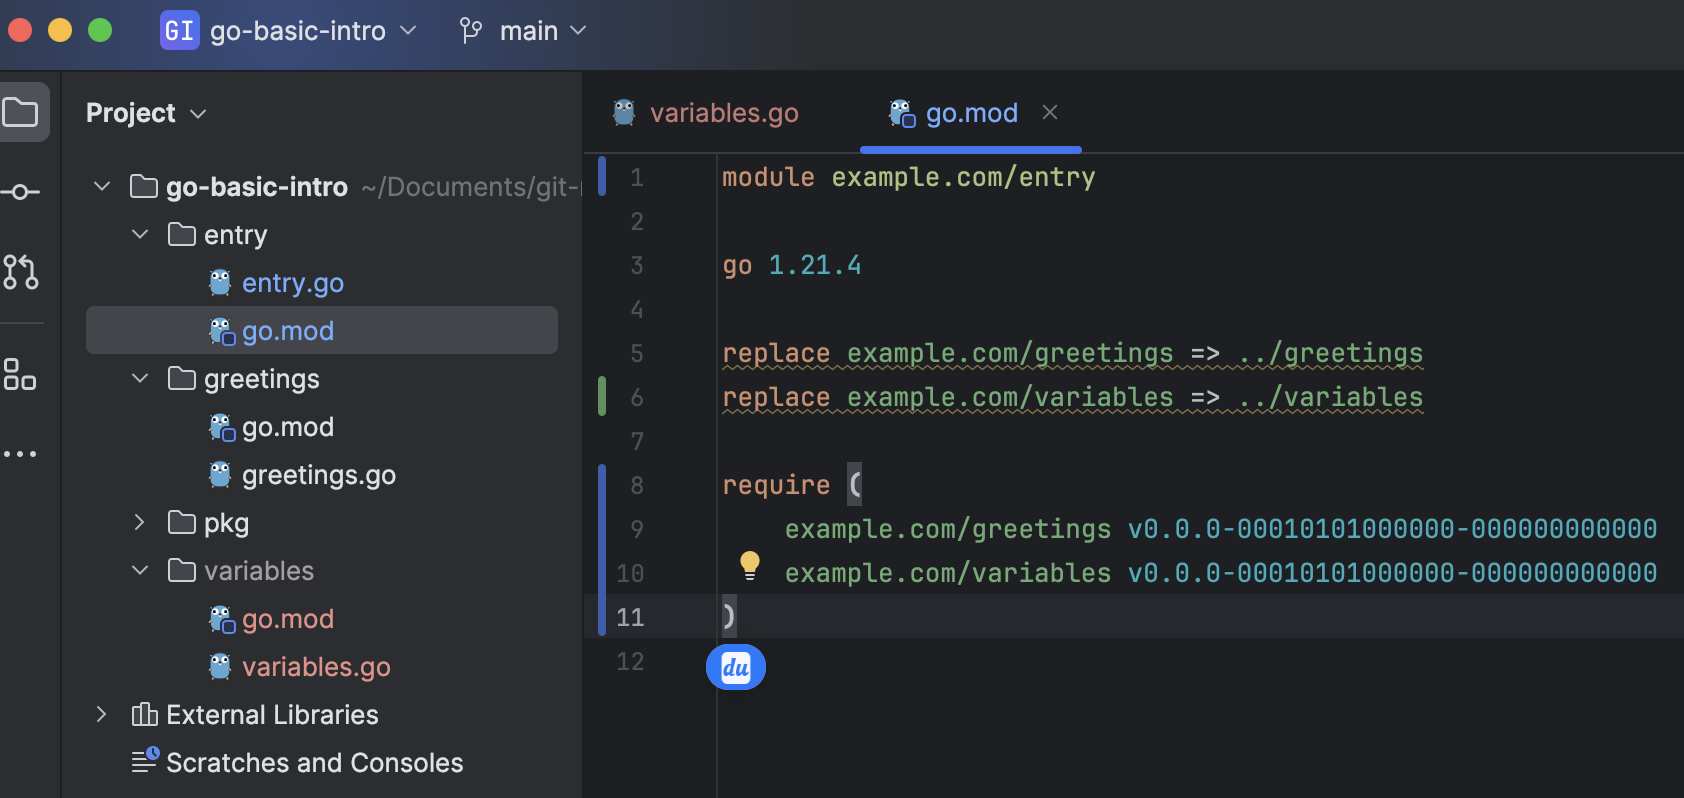 GI go-basic-intro main
Project
go-basic-intro ~/Documents/git-
entry
entry.go
go.mod
greetings
go.mod
greetings.go
pkg
variables
go.mod
variables.go
External Libraries
Scratches and Consoles
variables.go go.mod
1 module example.com/entry
2
3 go 1.21.4
4
5 replace example.com/greetings => ../greetings
6 replace example.com/variables => ../variables
7
8 require (
9 example.com/greetings v0.0.0-00010101000000-000000000000
10 example.com/variables v0.0.0-00010101000000-000000000000
11 )
12
du